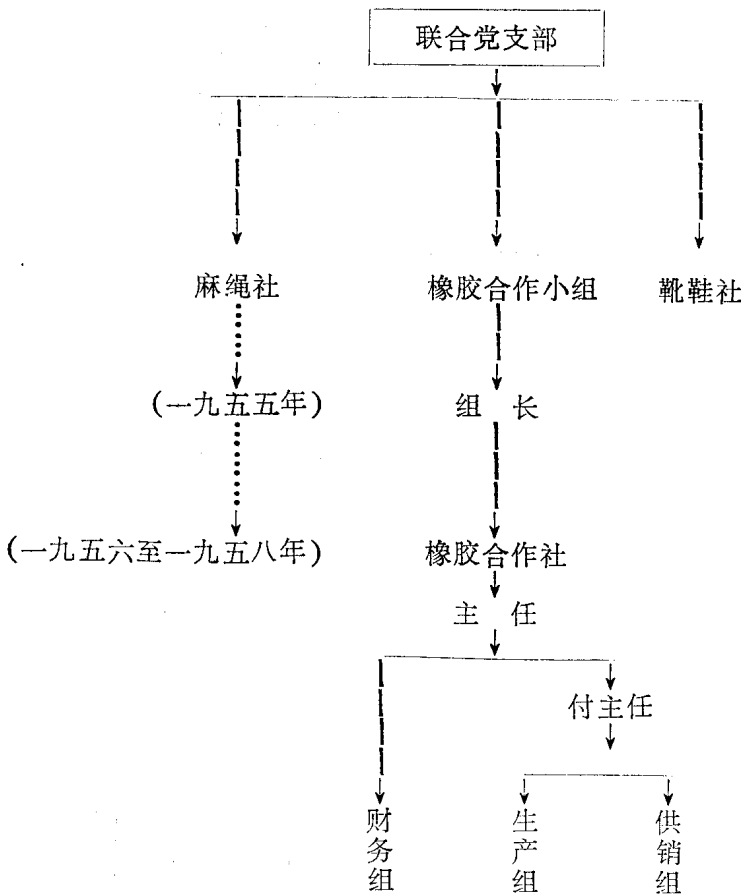 联合党支部
麻绳社
橡胶合作小组
靴鞋社
(一九五五年)
组 长
(一九五六至一九五八年)
橡胶合作社
主 任
付主任
财务组
生产组
供销组